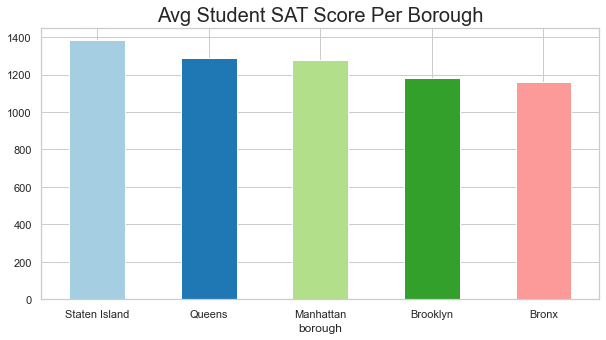 Avg Student SAT Score Per Borough
1400
1200
1000
800
600
400
200
0
Staten Island Queens Manhattan Brooklyn Bronx
borough